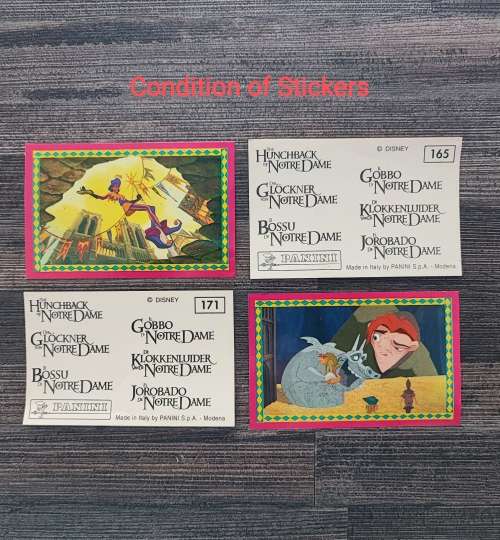 Condition of Stickers
© DISNEY
165
THE
HUNCHBACK
OF NOTRE DAME
IL
GOBBO
DI NOTRE DAME
DER
GLÖCKNER
VON NOTRE DAME
DE
KLOKKENLUIDER
VAN DE NOTRE DAME
LE
BOSSU
DE NOTRE DAME
EL
JOROBADO
DE NOTRE DAME
PANINI
Made in Italy by PANINI S.p.A. - Modena
© DISNEY
171
THE
HUNCHBACK
OF NOTRE DAME
IL
GOBBO
DI NOTRE DAME
DER
GLÖCKNER
VON NOTRE DAME
DE
KLOKKENLUIDER
VAN DE NOTRE DAME
LE
BOSSU
DE NOTRE DAME
EL
JOROBADO
DE NOTRE DAME
PANINI
Made in Italy by PANINI S.p.A. - Modena